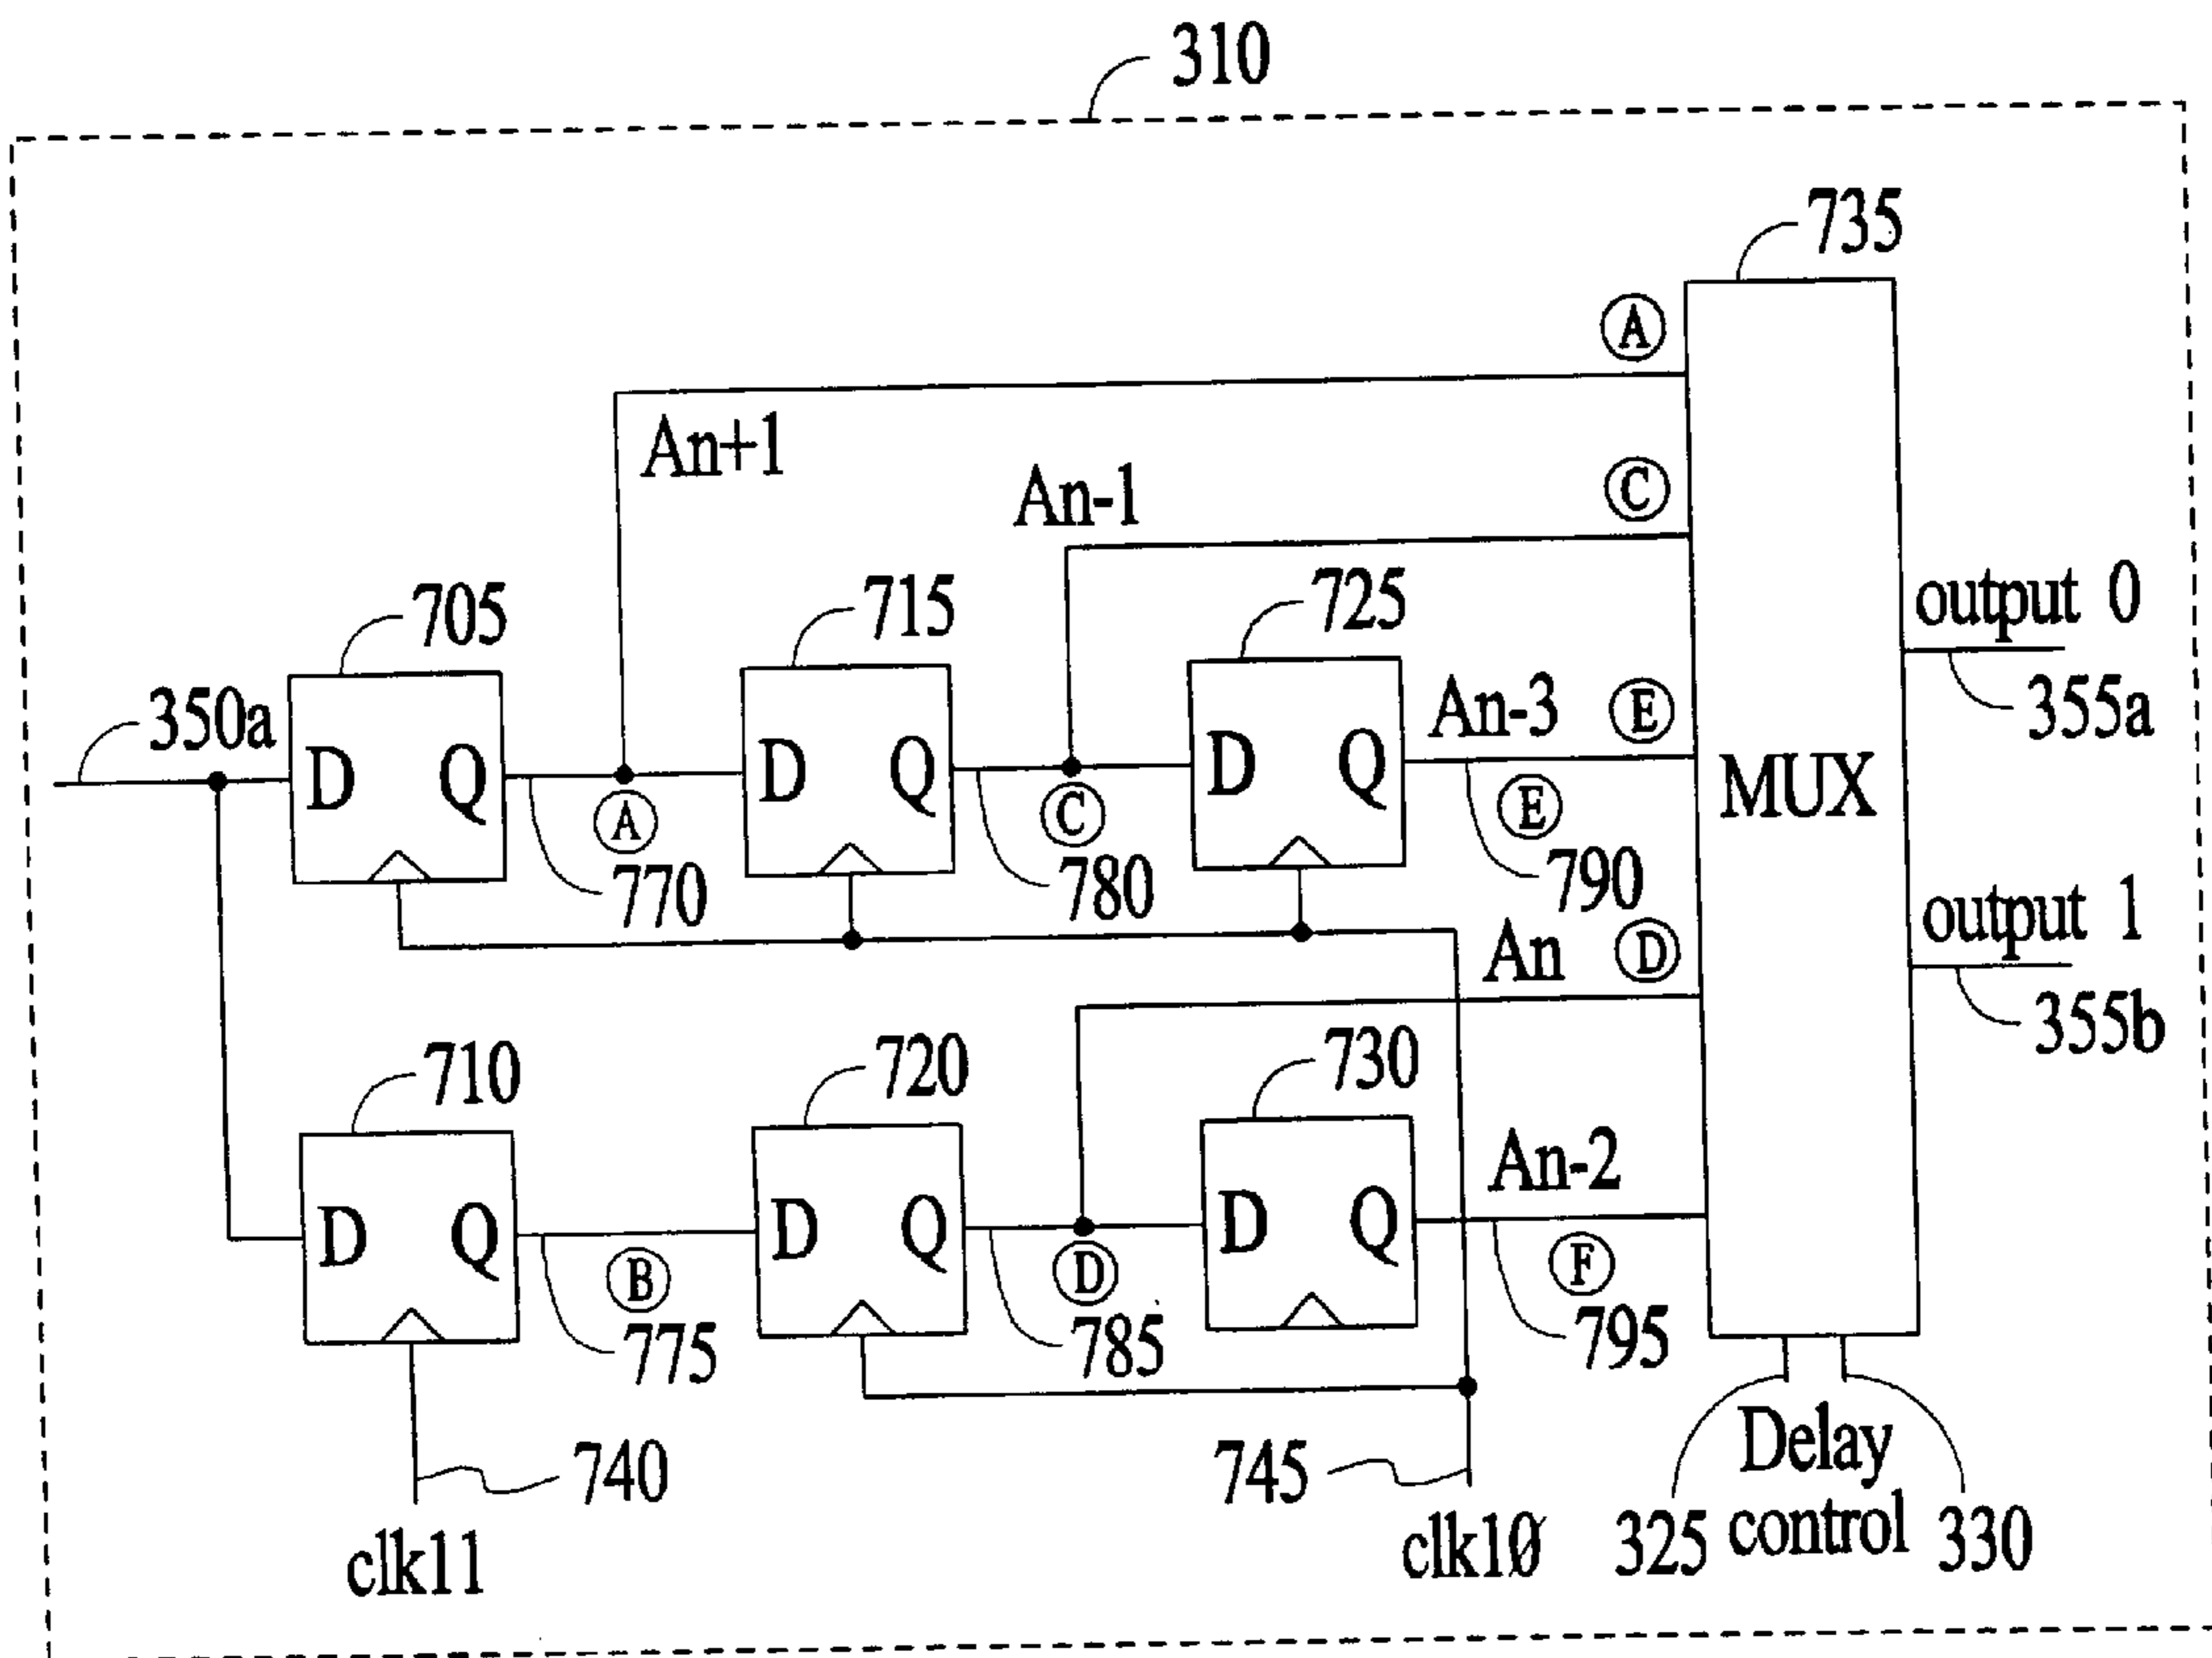 310
735
Ⓐ
An+1
Ⓒ
An-1
output 0
705
715
725
350a
An-3 Ⓔ
355a
D Q
D Q
D Q
MUX
Ⓐ
Ⓒ
Ⓔ
770
780
790
output 1
An Ⓓ
355b
710
720
730
An-2
D Q
D Q
D Q
Ⓑ
Ⓓ
Ⓕ
775
785
795
740
745
Delay
control
325
330
clk11
clk10